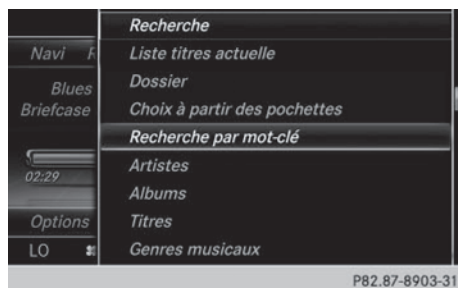 Recherche
Liste titres actuelle
Navi
Dossier
Blues
Choix à partir des pochettes
Briefcase
Recherche par mot-clé
Artistes
02:29
Albums
Options
Titres
LO
Genres musicaux
P82.87-8903-31